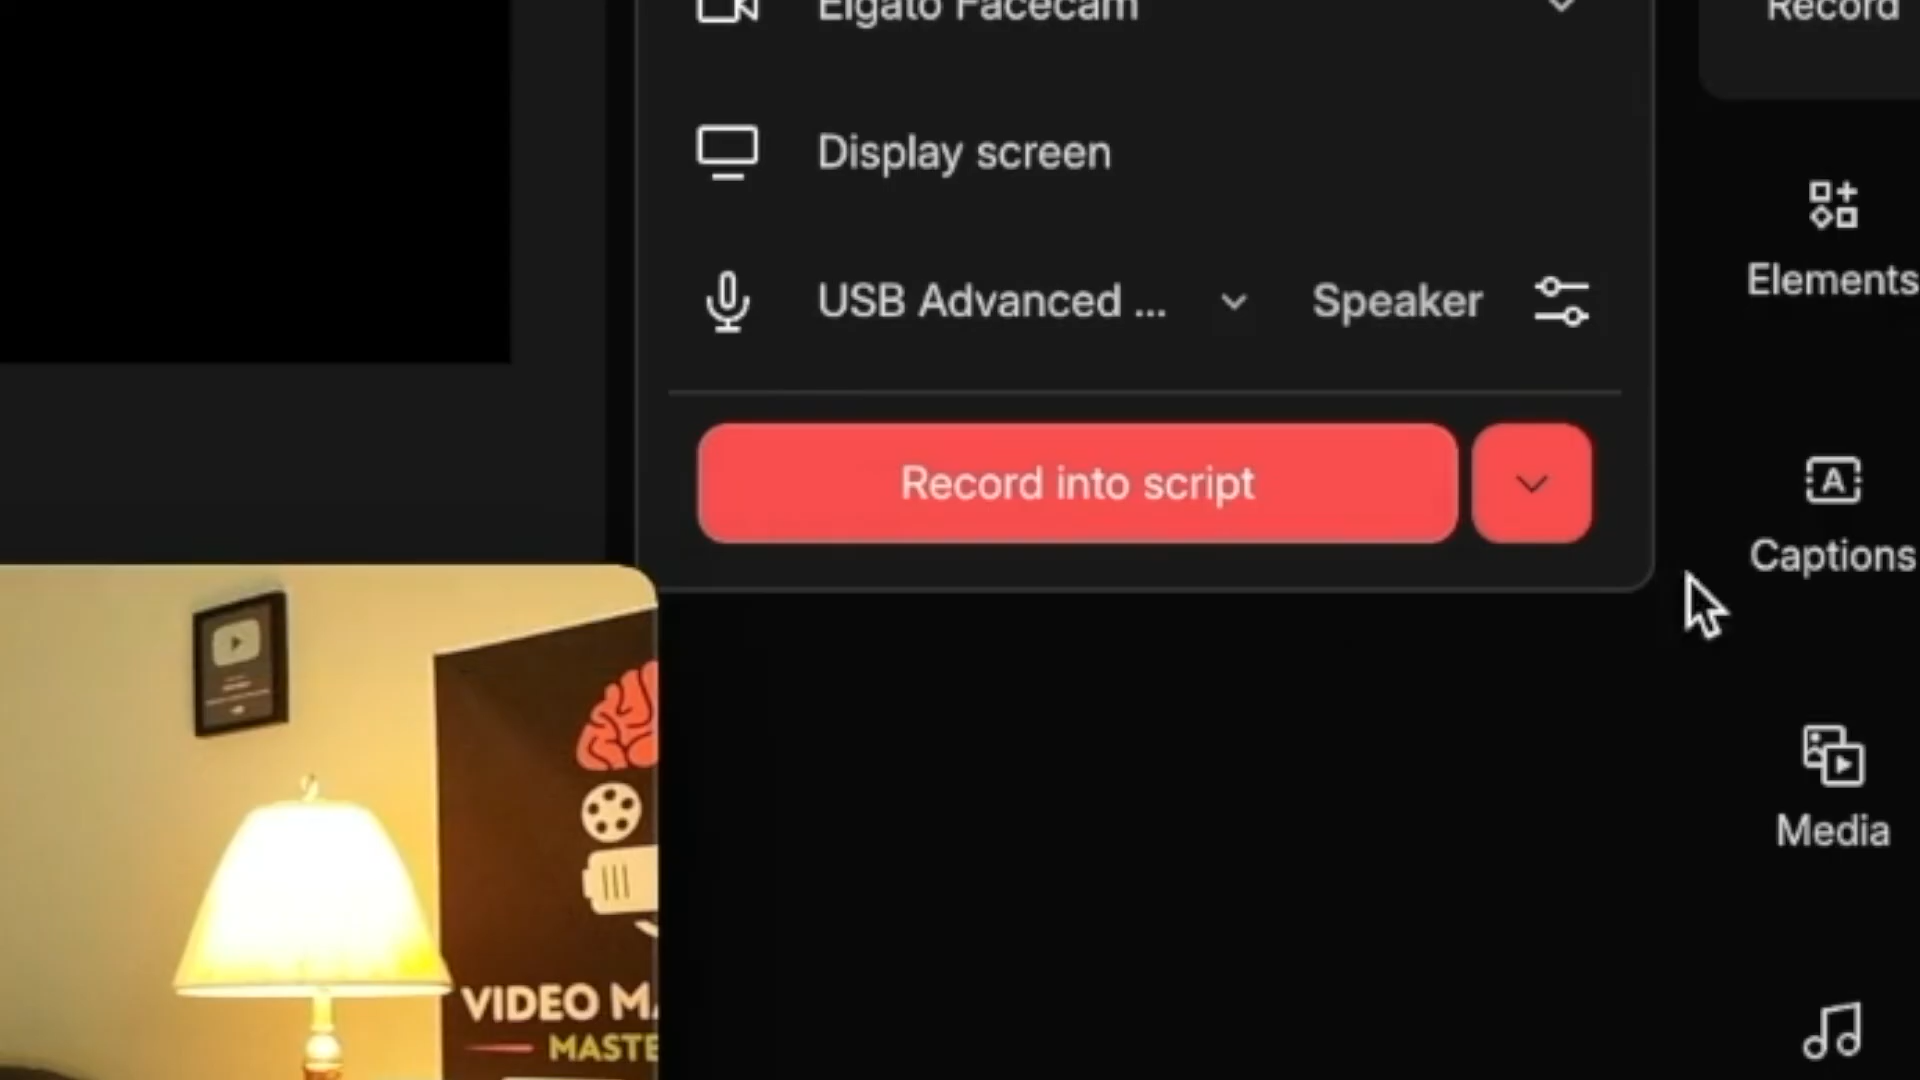 Elgato Facecam
Record
Display screen
Elements
USB Advanced ...
Speaker
Record into script
Captions
Media
VIDEO
MASTE